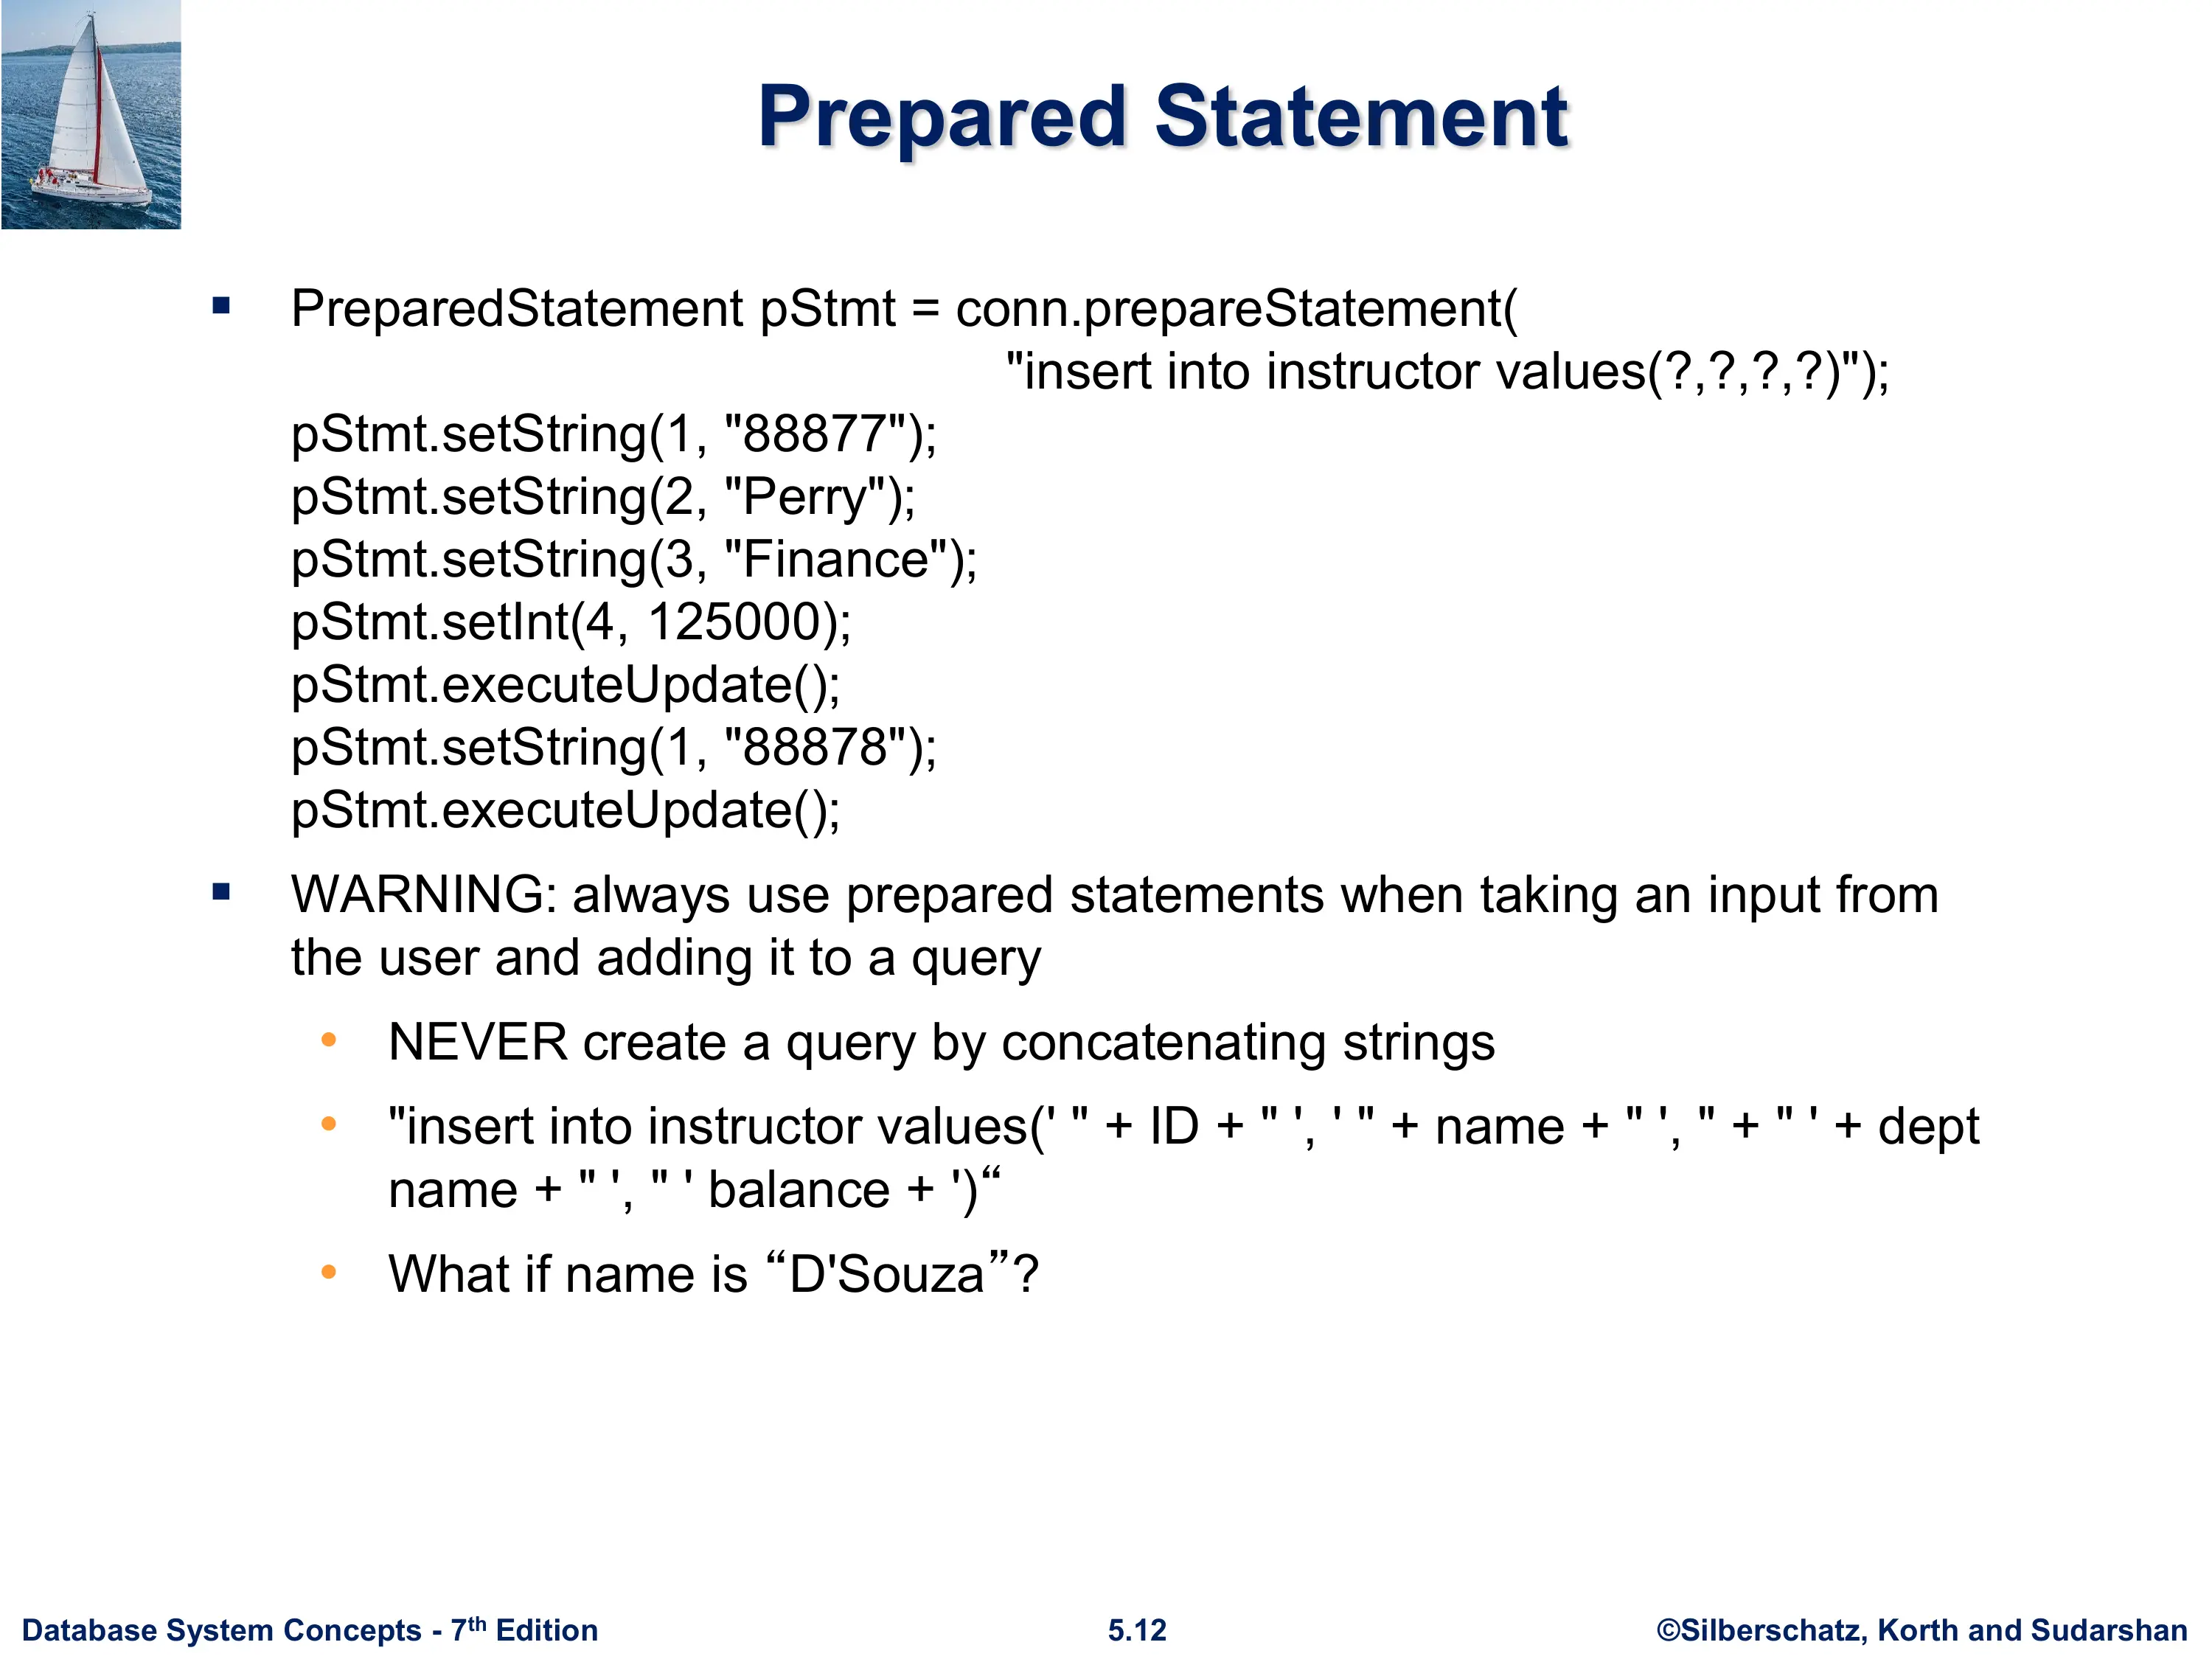 Prepared Statement
▪ PreparedStatement pStmt = conn.prepareStatement(
"insert into instructor values(?,?,?,?)");
pStmt.setString(1, "88877");
pStmt.setString(2, "Perry");
pStmt.setString(3, "Finance");
pStmt.setInt(4, 125000);
pStmt.executeUpdate();
pStmt.setString(1, "88878");
pStmt.executeUpdate();
▪ WARNING: always use prepared statements when taking an input from
the user and adding it to a query
• NEVER create a query by concatenating strings
• "insert into instructor values(' " + ID + " ', ' " + name + " ', " + " ' + dept
name + " ', " ' balance + ')“
• What if name is “D'Souza”?
Database System Concepts - 7th Edition
5.12
©Silberschatz, Korth and Sudarshan